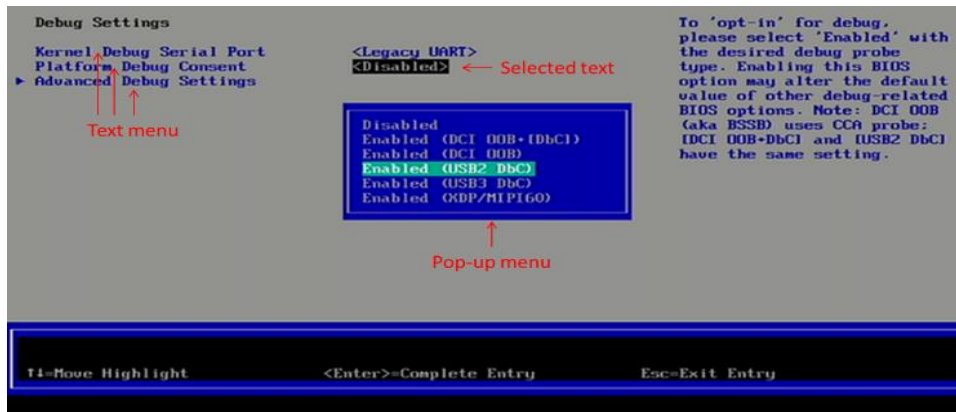 Debug Settings
Kernel Debug Serial Port
<Legacy UART>
Platform Debug Consent
<Disabled>
Selected text
Advanced Debug Settings
Text menu
Disabled
Enabled (DCI OOB+[DbC])
Enabled (DCI OOB)
Enabled (USB2 DbC)
Enabled (USB3 DbC)
Enabled (XDP/MIPI60)
Pop-up menu
To 'opt-in' for debug,
please select 'Enabled' with
the desired debug probe
type. Enabling this BIOS
option may alter the default
value of other debug-related
BIOS options. Note: DCI OOB
(aka BSSB) uses CCA probe;
[DCI OOB+DbC] and [USB2 DbC]
have the same setting.
↑↓=Move Highlight
<Enter>=Complete Entry
Esc=Exit Entry